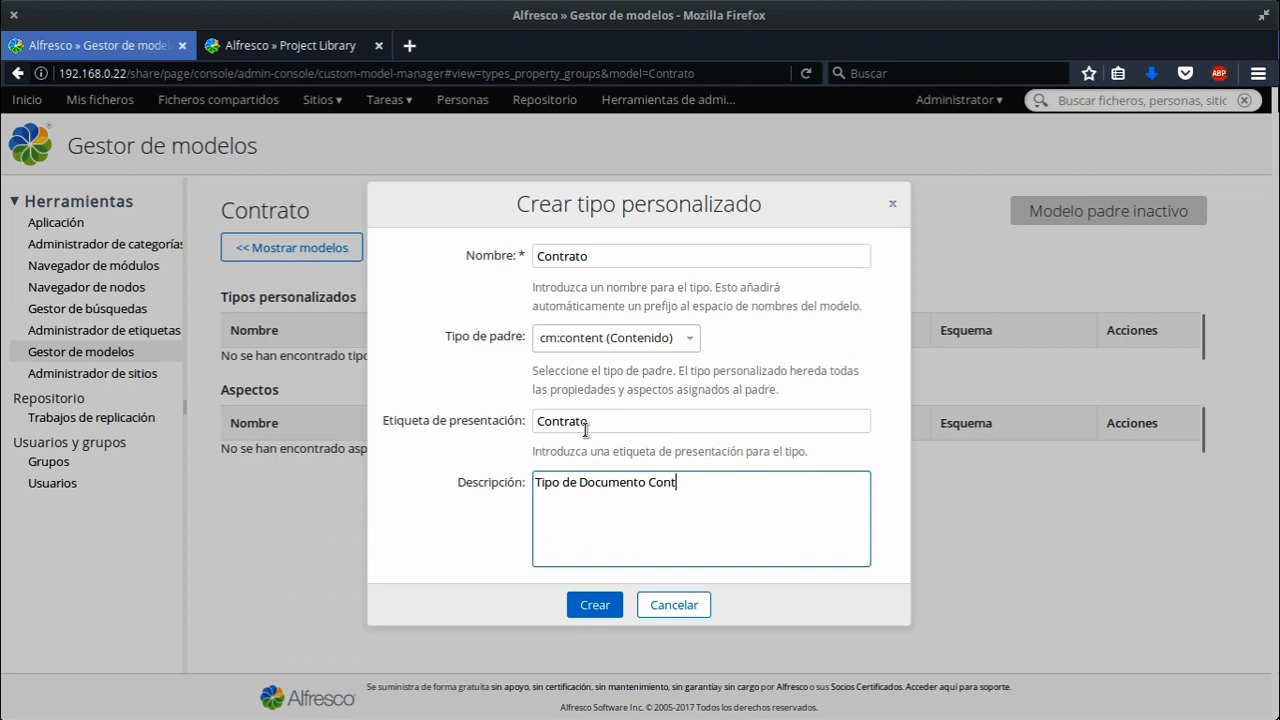 Alfresco » Gestor de modelos - Mozilla Firefox
Alfresco » Gestor de model
Alfresco » Project Library
192.168.0.22/share/page/console/admin-console/custom-model-manager#view=types_property_groups&model=Contrato
Buscar
ABP
Inicio Mis ficheros Ficheros compartidos Sitios ▾ Tareas ▾ Personas Repositorio Herramientas de admi... Administrator ▾ Buscar ficheros, personas, sitic
Gestor de modelos
Herramientas
Aplicación
Administrador de categorías
Navegador de módulos
Navegador de nodos
Gestor de búsquedas
Administrador de etiquetas
Gestor de modelos
Administrador de sitios
Repositorio
Trabajos de replicación
Usuarios y grupos
Grupos
Usuarios
Contrato
Modelo padre inactivo
<< Mostrar modelos
Tipos personalizados
Nombre Esquema Acciones
No se han encontrado tipo
Aspectos
Nombre Esquema Acciones
No se han encontrado asp
Crear tipo personalizado
x
Nombre: * Contrato
Introduzca un nombre para el tipo. Esto añadirá
automáticamente un prefijo al espacio de nombres del modelo.
Tipo de padre: cm:content (Contenido)
Seleccione el tipo de padre. El tipo personalizado hereda todas
las propiedades y aspectos asignados al padre.
Etiqueta de presentación: Contrato
Introduzca una etiqueta de presentación para el tipo.
Descripción: Tipo de Documento Cont
Crear Cancelar
Alfresco
Se suministra de forma gratuita sin apoyo, sin certificación, sin mantenimiento, sin garantíay sin cargo por Alfresco o sus Socios Certificados. Acceder aquí para soporte.
Alfresco Software Inc. © 2005-2017 Todos los derechos reservados.